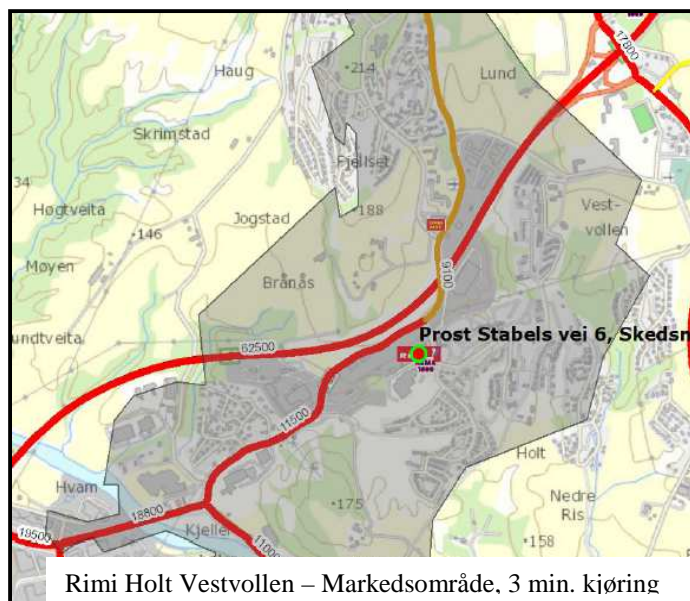 17800
Haug
214
Lund
Skrimstad
Fjellset
34
Høgtveita
188
Vest-
vollen
146
Jogstad
Møyen
9100
Brånås
undtveita
Prost Stabels vei 6, Skedsm
62500
11500
Holt
Hvam
175
Nedre
Ris
18800
19500
Kjeller
11000
158
Rimi Holt Vestvollen – Markedsområde, 3 min. kjøring